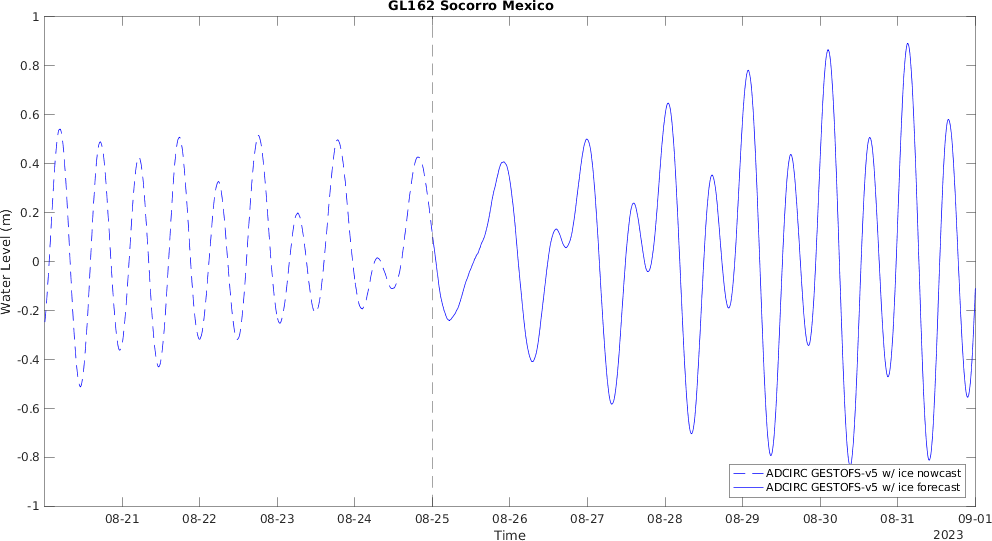 GL162 Socorro Mexico
1
0.8
0.6
0.4
0.2
0
-0.2
-0.4
-0.6
-0.8
-1
Water Level (m)
ADCIRC GESTOFS-v5 w/ ice nowcast
ADCIRC GESTOFS-v5 w/ ice forecast
08-21 08-22 08-23 08-24 08-25 08-26 08-27 08-28 08-29 08-30 08-31 09-01
Time
2023